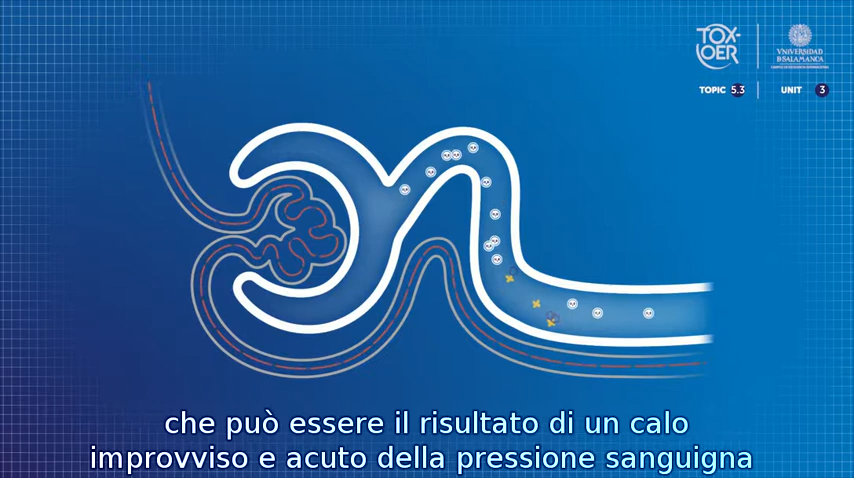 TOX-
OER
VNIVERSIDAD
D SALAMANCA
TOPIC 5.3
UNIT 3
che può essere il risultato di un calo
improvviso e acuto della pressione sanguigna